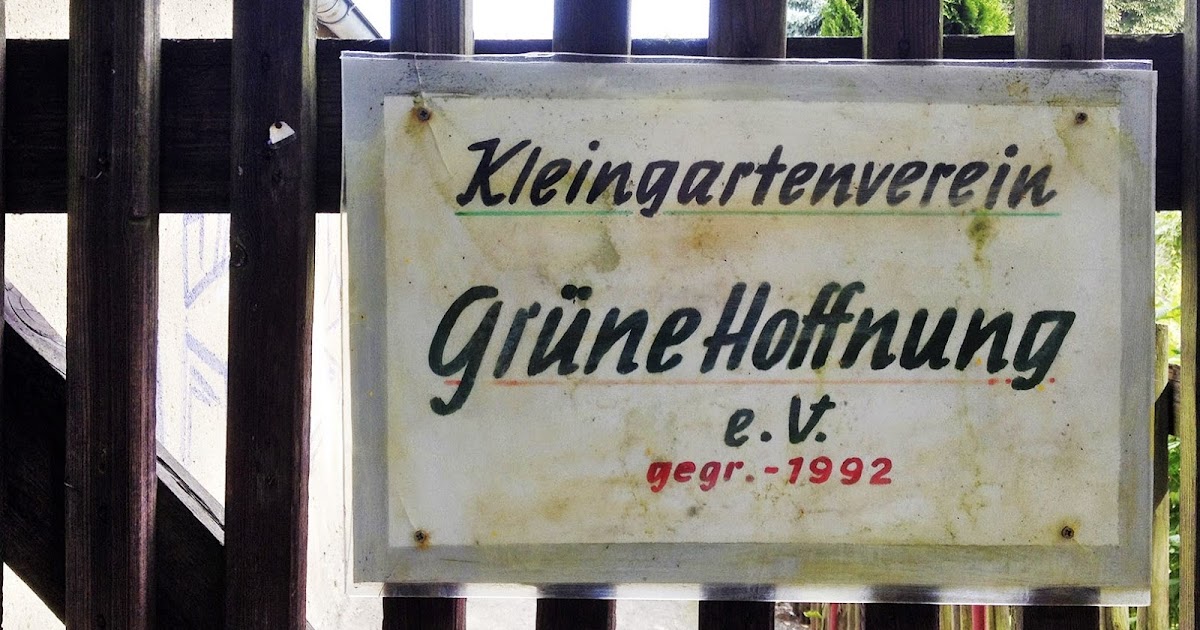 Kleingartenverein
Grüne Hoffnung
e.V.
gegr.-1992